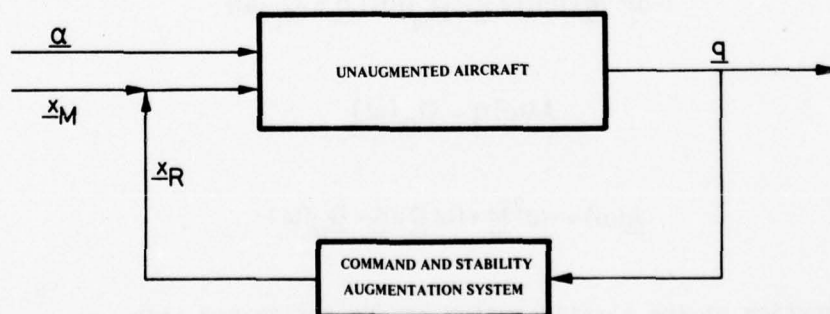 α
UNAUGMENTED AIRCRAFT
q
x_M
x_R
COMMAND AND STABILITY
AUGMENTATION SYSTEM